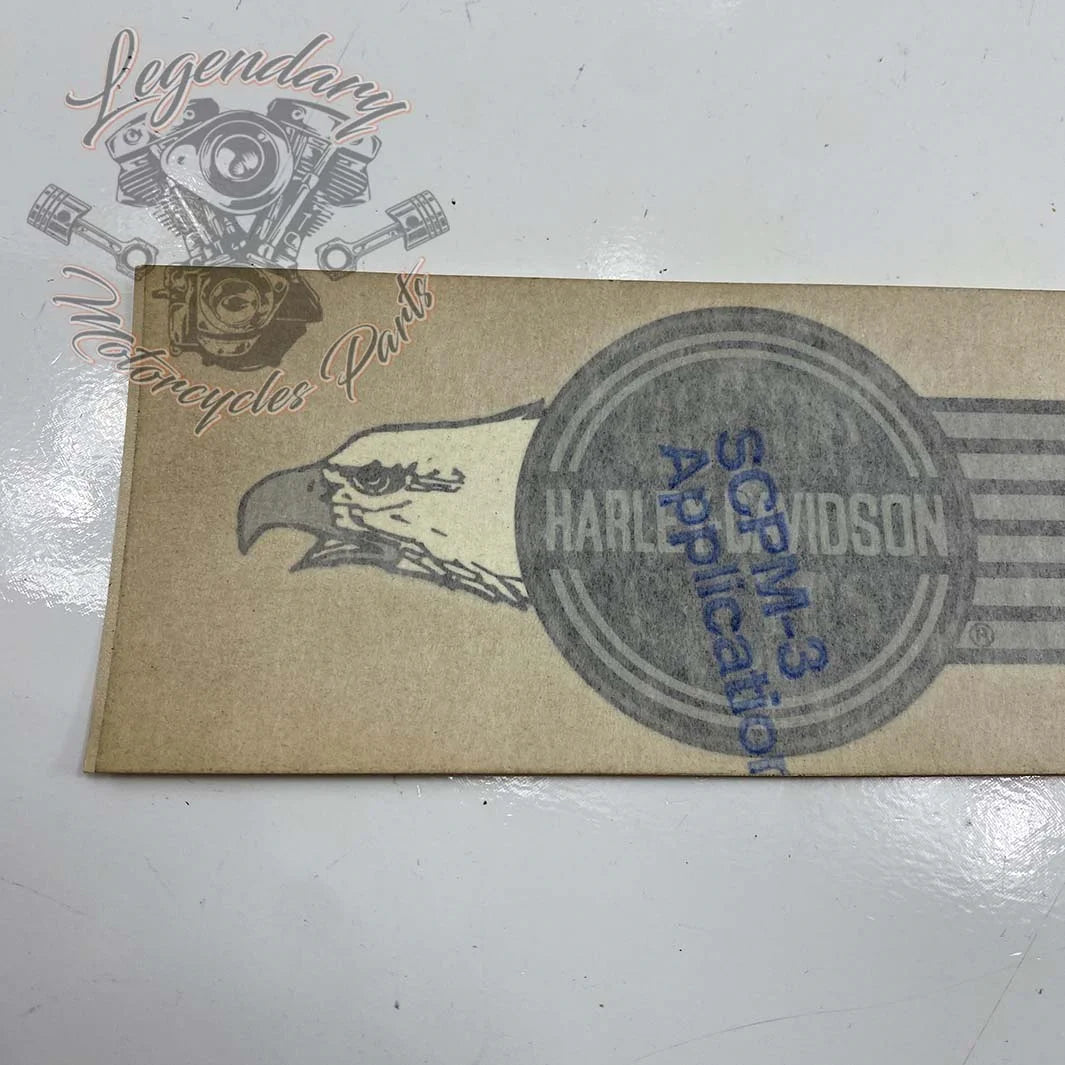 Legendary
Motorcycles Parts
HARLEY-DAVIDSON
®
SCPM-3
Application